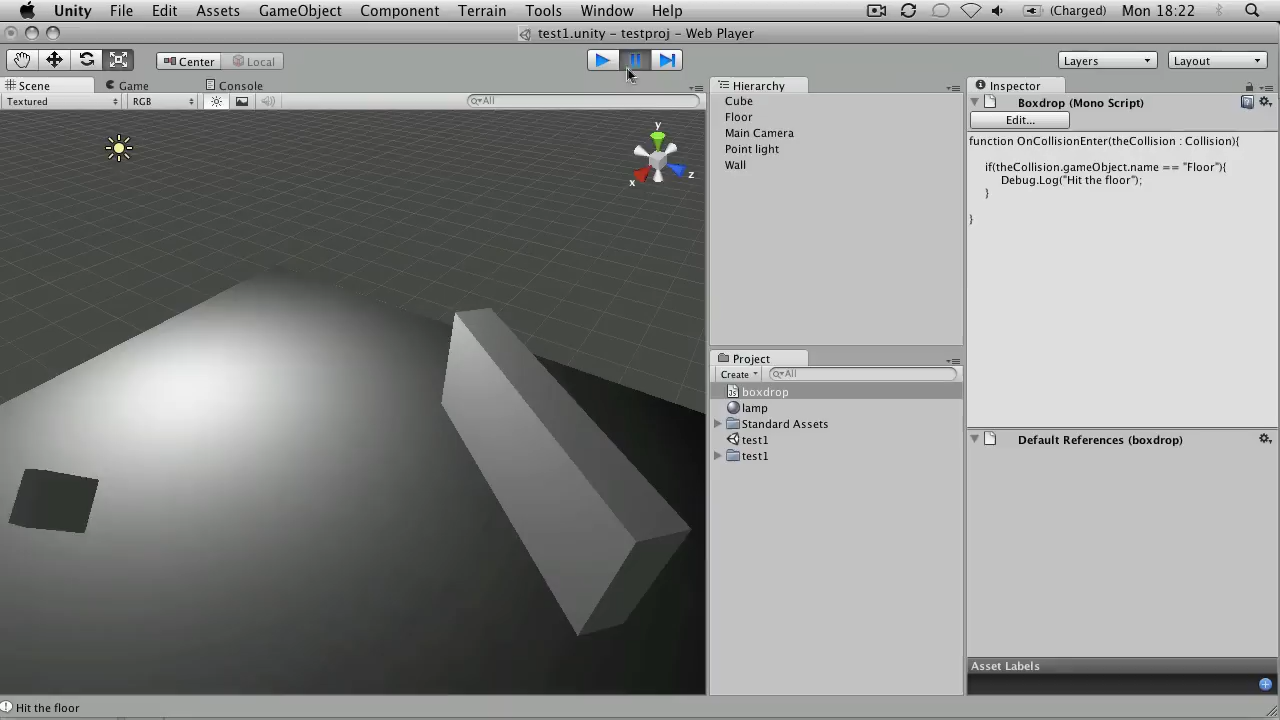 Unity File Edit Assets GameObject Component Terrain Tools Window Help (Charged) Mon 18:22
test1.unity – testproj – Web Player
Center Local Layers Layout
Scene Game Console
Textured RGB All
y
x
z
Hierarchy
Cube
Floor
Main Camera
Point light
Wall
Project
Create All
boxdrop
lamp
Standard Assets
test1
test1
Inspector
Boxdrop (Mono Script)
Edit...
function OnCollisionEnter(theCollision : Collision){
if(theCollision.gameObject.name == "Floor"){
Debug.Log("Hit the floor");
}
}
Default References (boxdrop)
Asset Labels
Hit the floor